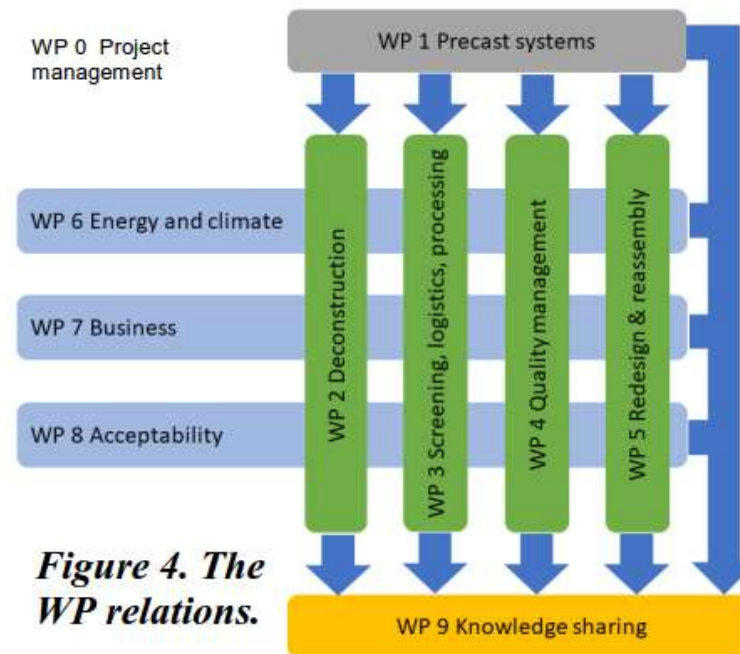 WP 0  Project
management
WP 1 Precast systems
WP 6 Energy and climate
WP 7 Business
WP 8 Acceptability
WP 2 Deconstruction
WP 3 Screening, logistics, processing
WP 4 Quality management
WP 5 Redesign & reassembly
Figure 4. The
WP relations.
WP 9 Knowledge sharing